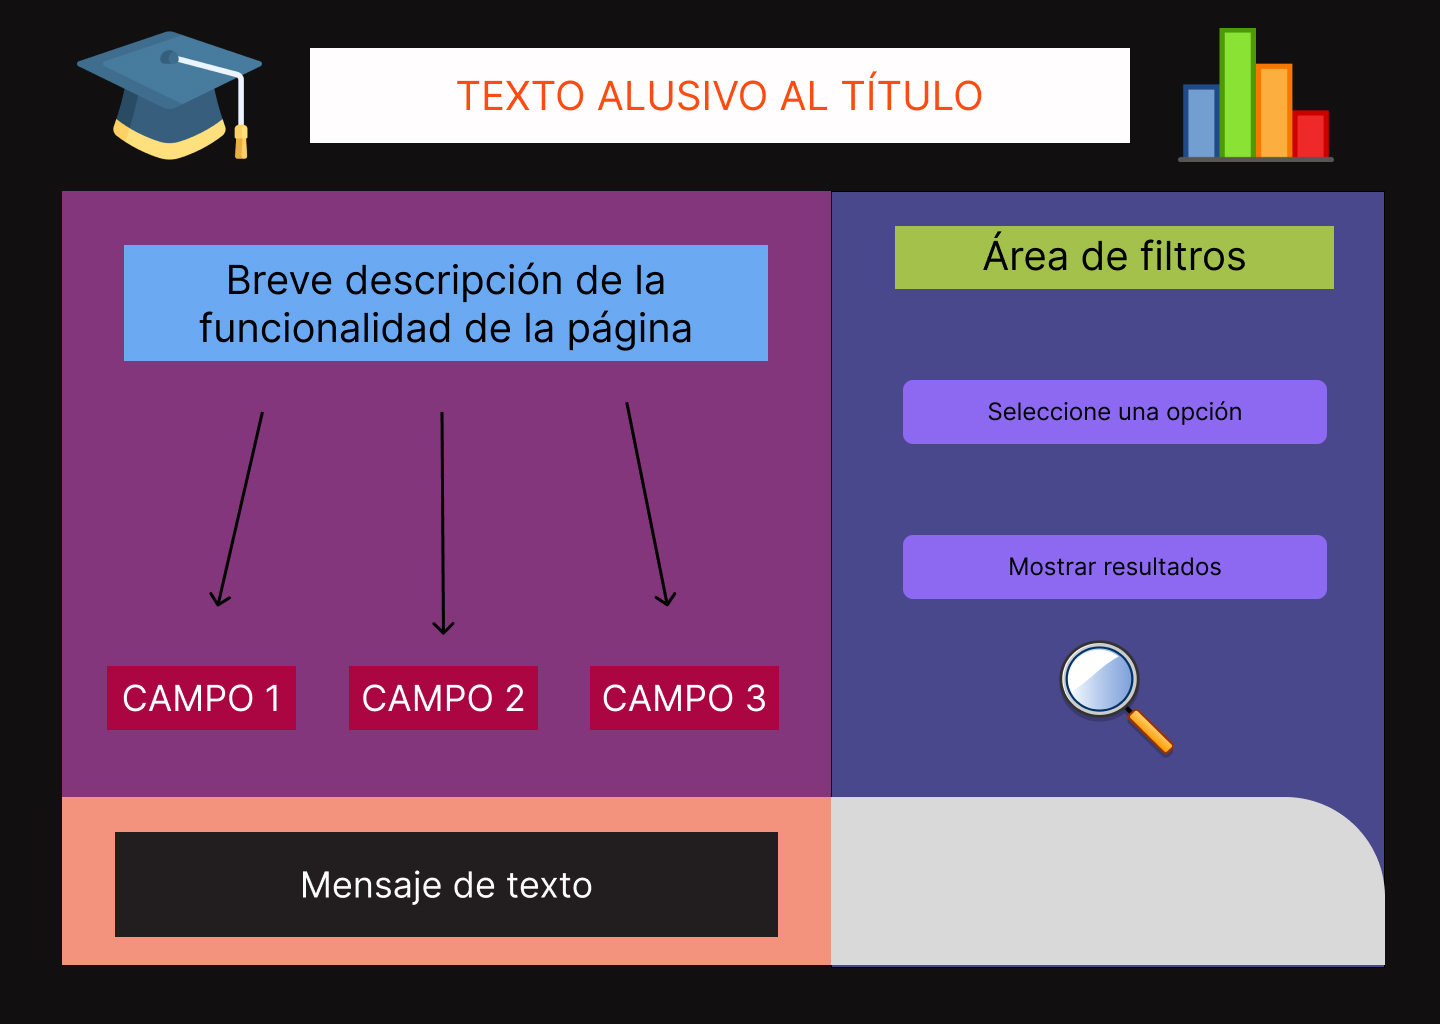 TEXTO ALUSIVO AL TÍTULO
Breve descripción de la
funcionalidad de la página
CAMPO 1
CAMPO 2
CAMPO 3
Mensaje de texto
Área de filtros
Seleccione una opción
Mostrar resultados